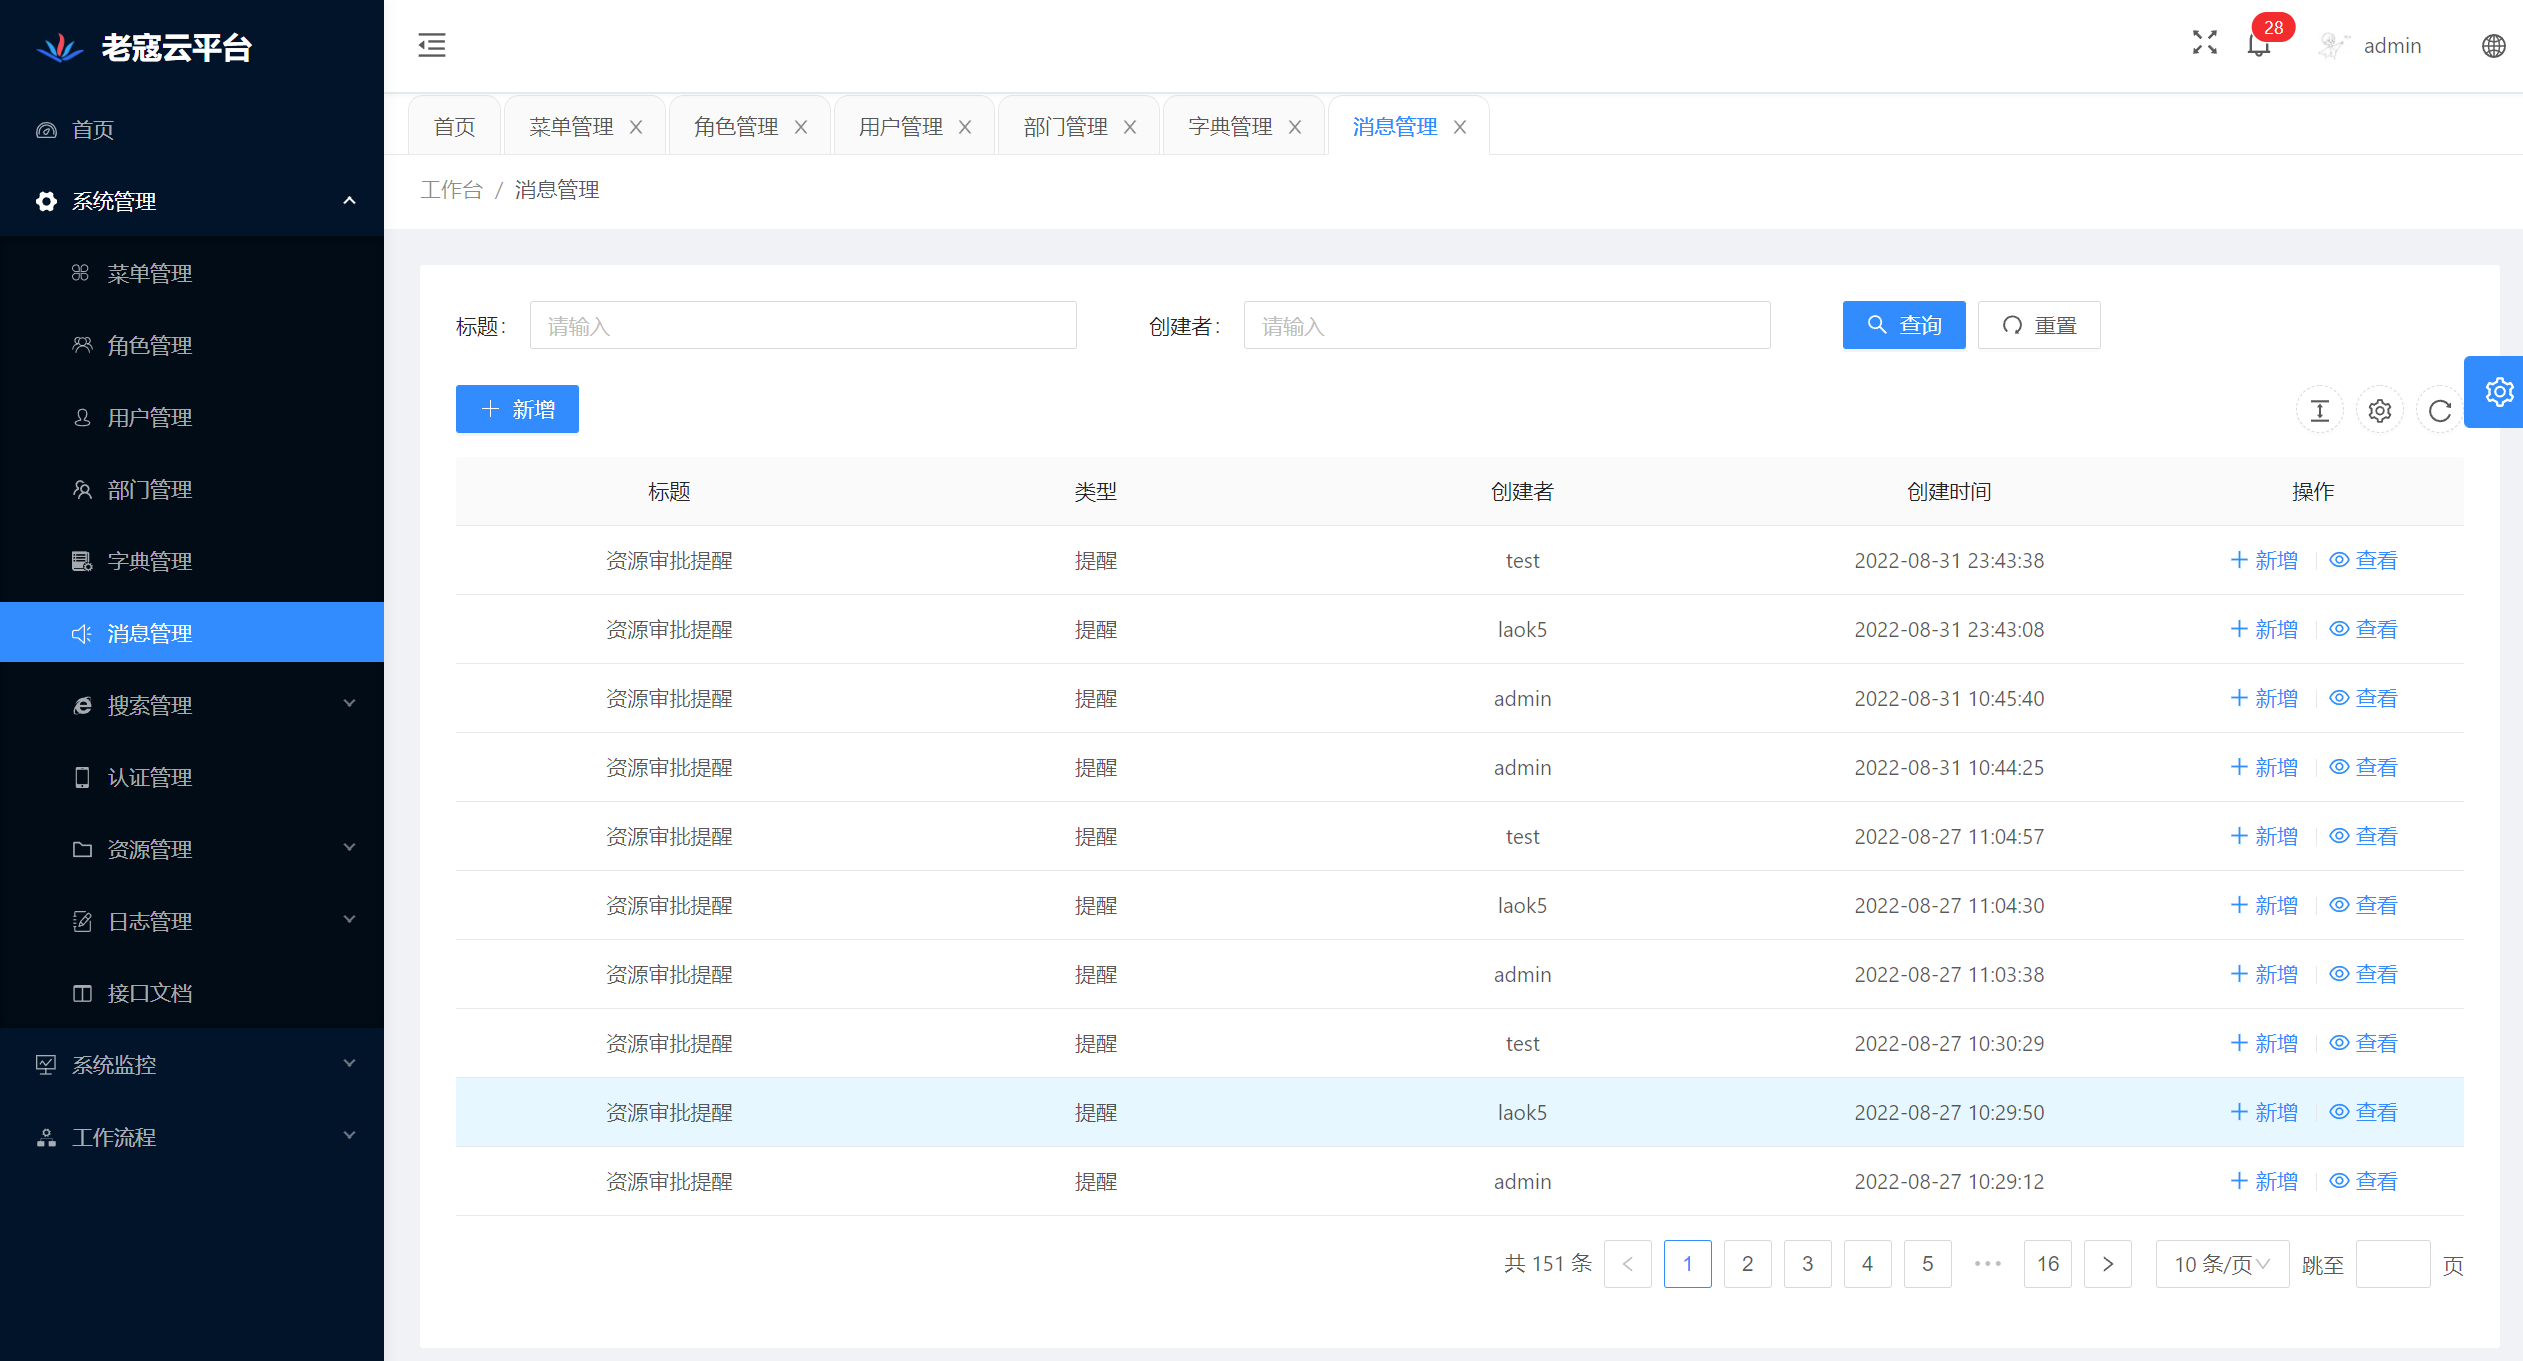 老寇云平台
首页
系统管理
菜单管理
角色管理
用户管理
部门管理
字典管理
消息管理
搜索管理
认证管理
资源管理
日志管理
接口文档
系统监控
工作流程
28
admin
首页 菜单管理 角色管理 用户管理 部门管理 字典管理 消息管理
工作台 / 消息管理
标题: 请输入 创建者: 请输入 查询 重置
新增
标题 类型 创建者 创建时间 操作
资源审批提醒 提醒 test 2022-08-31 23:43:38 新增 查看
资源审批提醒 提醒 laok5 2022-08-31 23:43:08 新增 查看
资源审批提醒 提醒 admin 2022-08-31 10:45:40 新增 查看
资源审批提醒 提醒 admin 2022-08-31 10:44:25 新增 查看
资源审批提醒 提醒 test 2022-08-27 11:04:57 新增 查看
资源审批提醒 提醒 laok5 2022-08-27 11:04:30 新增 查看
资源审批提醒 提醒 admin 2022-08-27 11:03:38 新增 查看
资源审批提醒 提醒 test 2022-08-27 10:30:29 新增 查看
资源审批提醒 提醒 laok5 2022-08-27 10:29:50 新增 查看
资源审批提醒 提醒 admin 2022-08-27 10:29:12 新增 查看
共 151 条 < 1 2 3 4 5 ••• 16 > 10 条/页 跳至 页